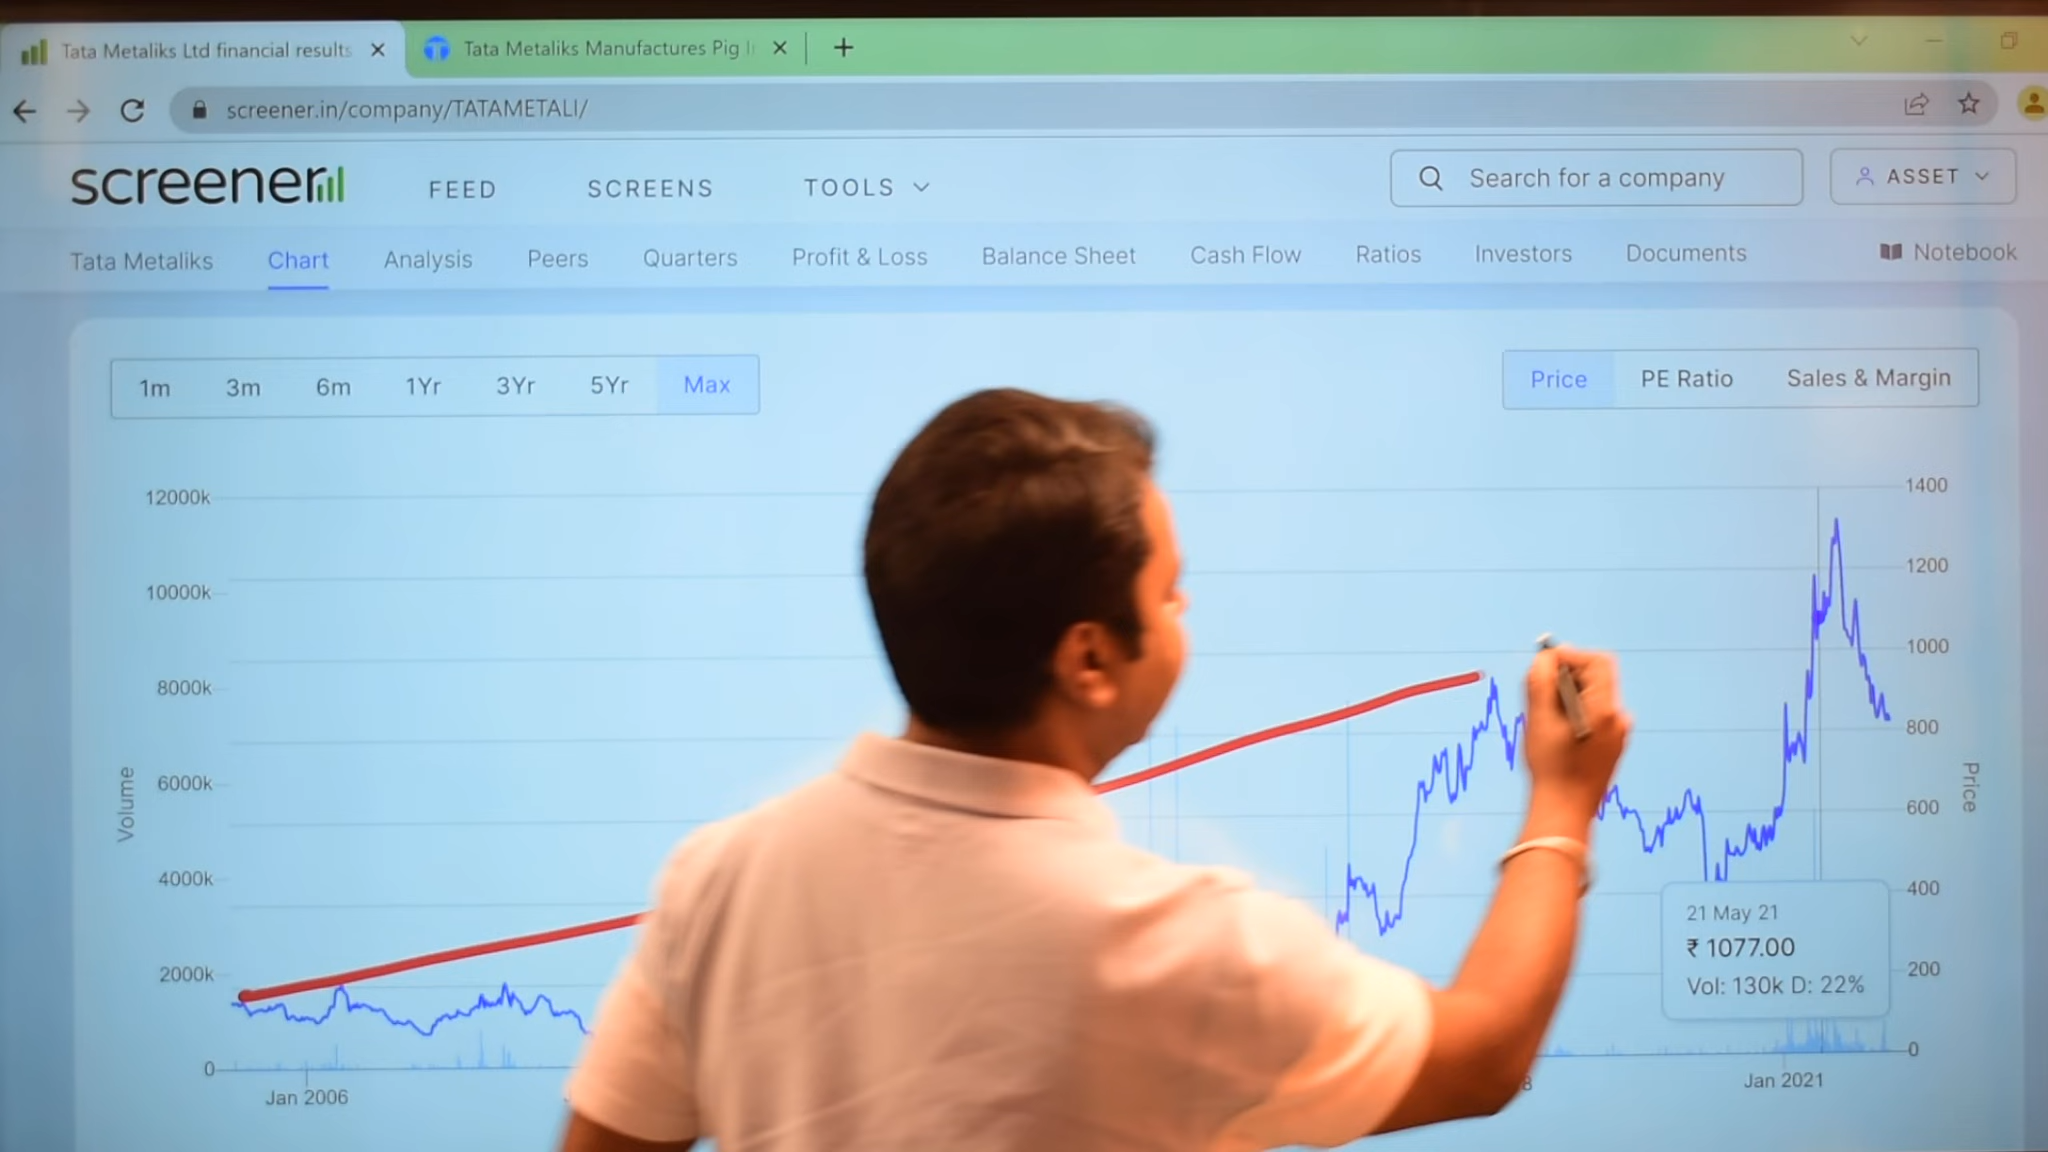 Tata Metaliks Ltd financial results
Tata Metaliks Manufactures Pig
screener.in/company/TATAMETALI/
screener
FEED
SCREENS
TOOLS
Search for a company
ASSET
Tata Metaliks
Chart
Analysis
Peers
Quarters
Profit & Loss
Balance Sheet
Cash Flow
Ratios
Investors
Documents
Notebook
1m
3m
6m
1Yr
3Yr
5Yr
Max
Price
PE Ratio
Sales & Margin
12000k
10000k
8000k
6000k
4000k
2000k
0
Volume
1400
1200
1000
800
600
400
200
0
Price
21 May 21
₹ 1077.00
Vol: 130k D: 22%
Jan 2006
8
Jan 2021